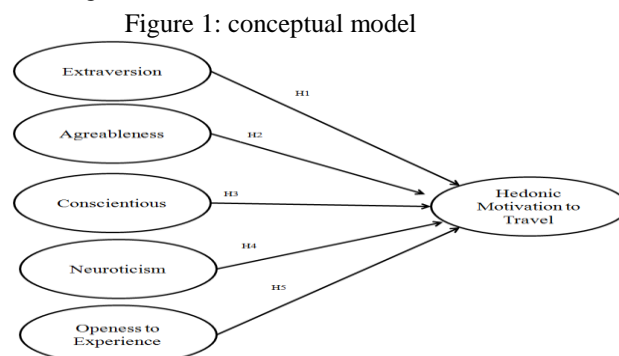 Figure 1: conceptual model
Extraversion
H1
Agreableness
H2
Conscientious
H3
Hedonic
Motivation to
Travel
Neuroticism
H4
H5
Openess to
Experience